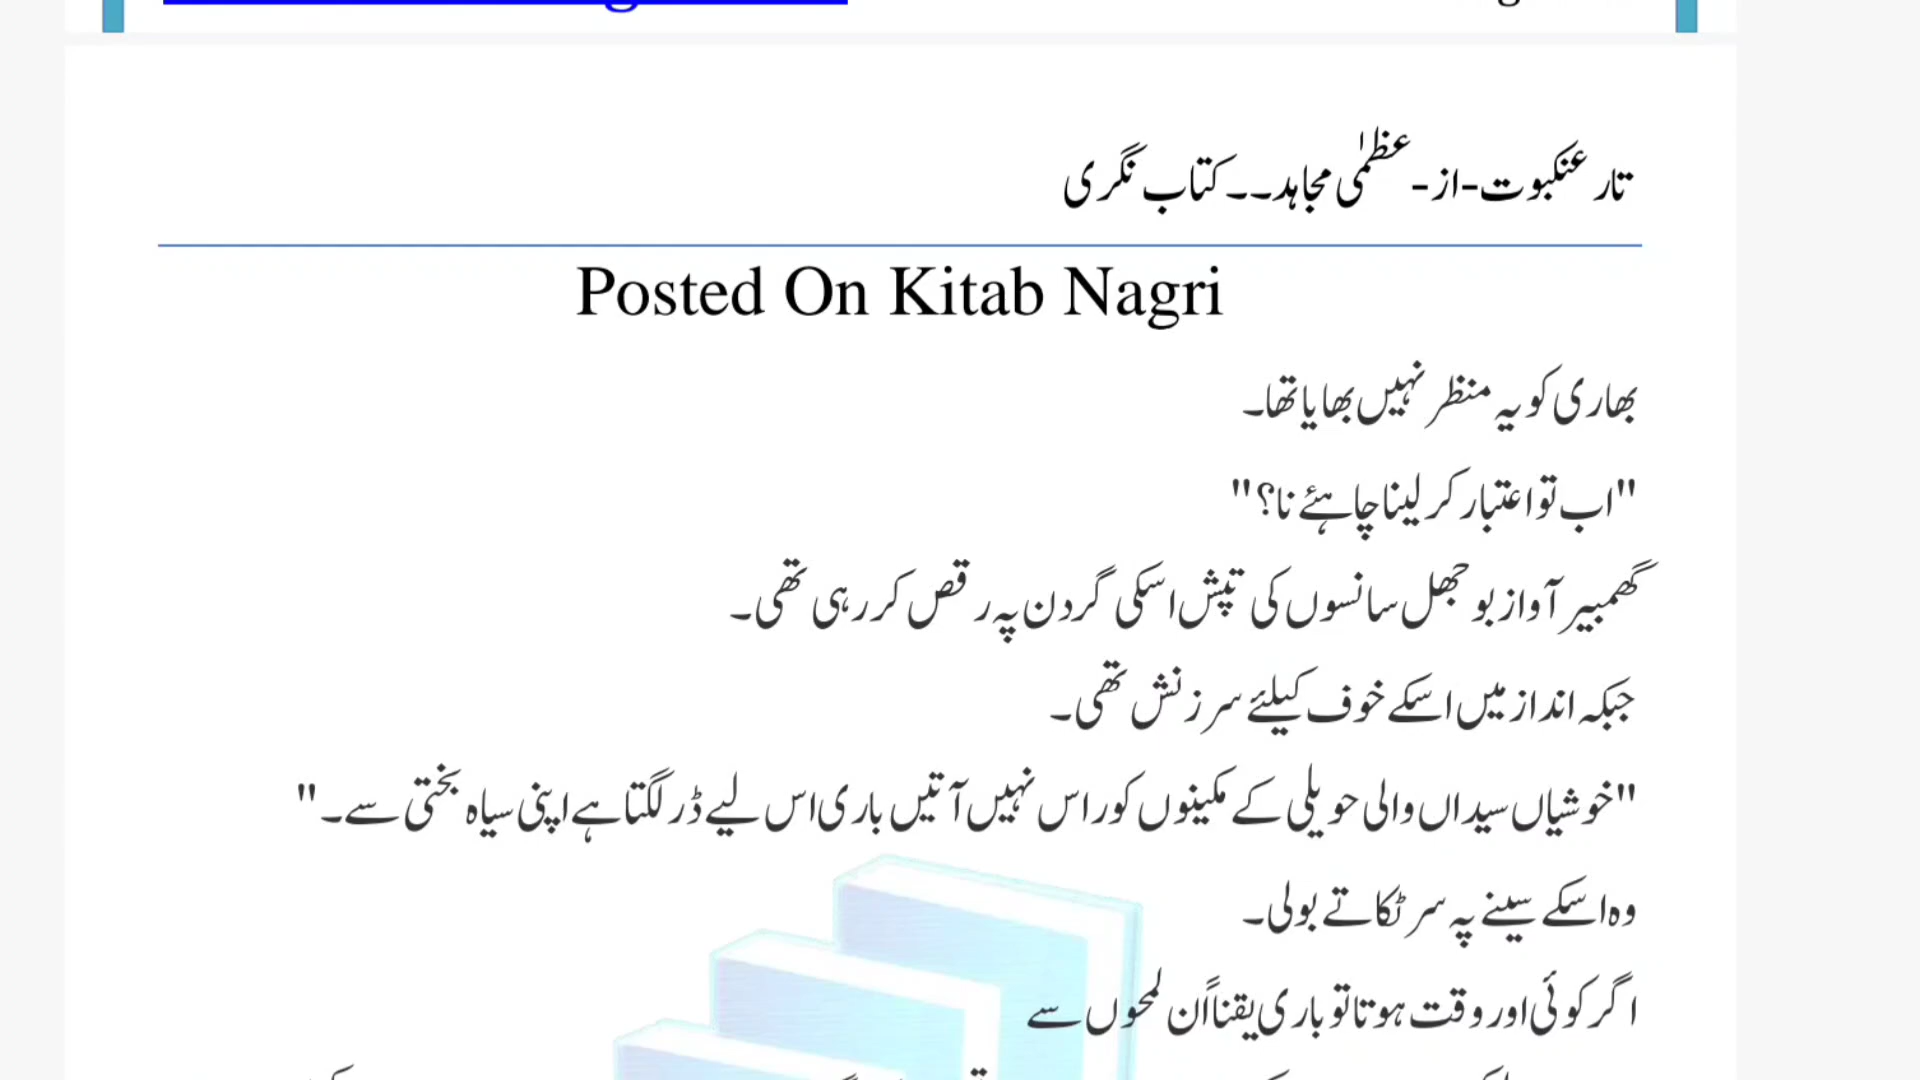 تار عنکبوت-از-عظمٰی مجاہد۔۔کتاب نگری
Posted On Kitab Nagri
بھاری کو یہ منظر نہیں بھایا تھا۔
"اب تو اعتبار کر لینا چاہئے نا؟"
گھمبیر آواز بوجھل سانسوں کی تپش اسکی گردن پہ رقص کر رہی تھی۔
جبکہ انداز میں اسکے خوف کیلئے سرزنش تھی۔
"خوشیاں سیداں والی حویلی کے مکینوں کو راس نہیں آتیں باری اس لیے ڈر لگتا ہے اپنی سیاہ بختی سے۔"
وہ اسکے سینے پہ سر ٹکاتے بولی۔
اگر کوئی اور وقت ہوتا تو باری یقناً ان لمحوں سے